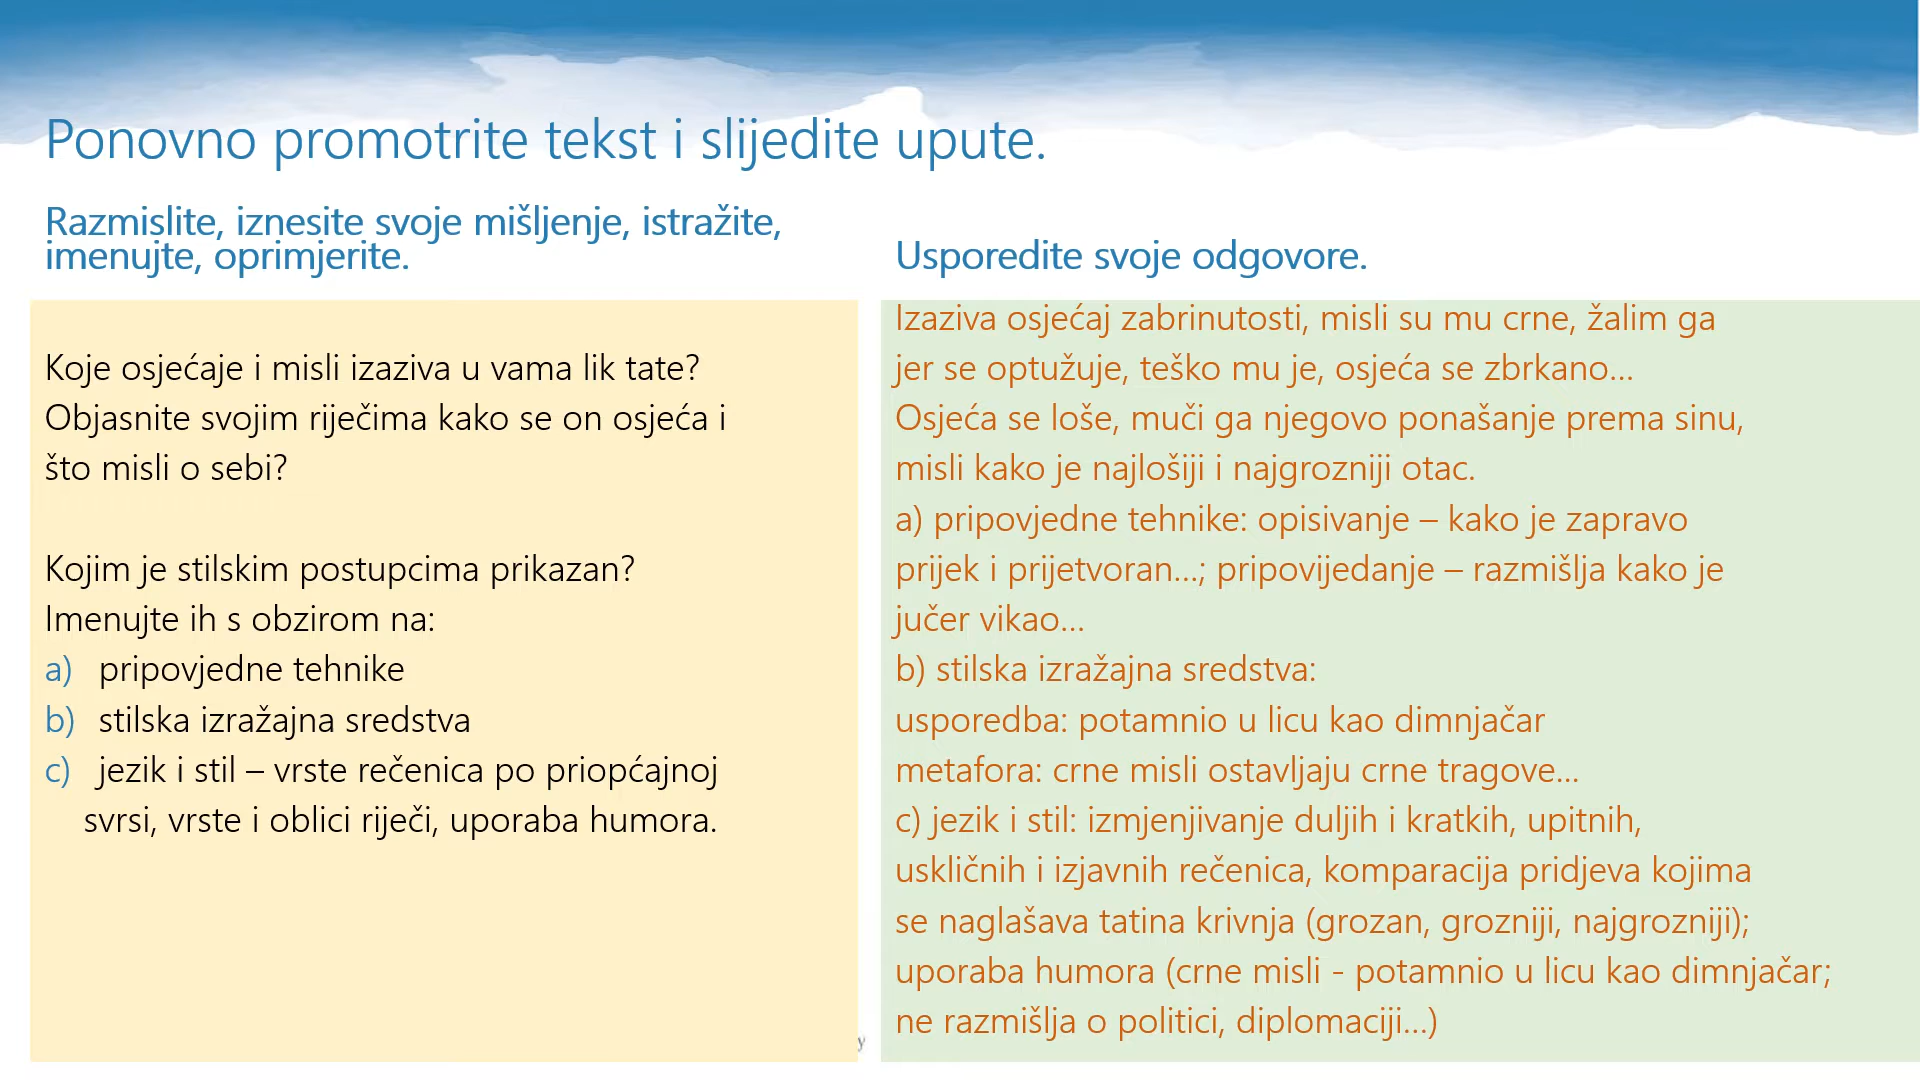 Ponovno promotrite tekst i slijedite upute.
Razmislite, iznesite svoje mišljenje, istražite,
imenujte, oprimjerite.
Koje osjećaje i misli izaziva u vama lik tate?
Objasnite svojim riječima kako se on osjeća i
što misli o sebi?
Kojim je stilskim postupcima prikazan?
Imenujte ih s obzirom na:
a) pripovjedne tehnike
b) stilska izražajna sredstva
c) jezik i stil – vrste rečenica po priopćajnoj
svrsi, vrste i oblici riječi, uporaba humora.
Usporedite svoje odgovore.
Izaziva osjećaj zabrinutosti, misli su mu crne, žalim ga
jer se optužuje, teško mu je, osjeća se zbrkano…
Osjeća se loše, muči ga njegovo ponašanje prema sinu,
misli kako je najlošiji i najgrozniji otac.
a) pripovjedne tehnike: opisivanje – kako je zapravo
prijek i prijetvoran…; pripovijedanje – razmišlja kako je
jučer vikao…
b) stilska izražajna sredstva:
usporedba: potamnio u licu kao dimnjačar
metafora: crne misli ostavljaju crne tragove…
c) jezik i stil: izmjenjivanje duljih i kratkih, upitnih,
uskličnih i izjavnih rečenica, komparacija pridjeva kojima
se naglašava tatina krivnja (grozan, grozniji, najgrozniji);
uporaba humora (crne misli - potamnio u licu kao dimnjačar;
ne razmišlja o politici, diplomaciji…)